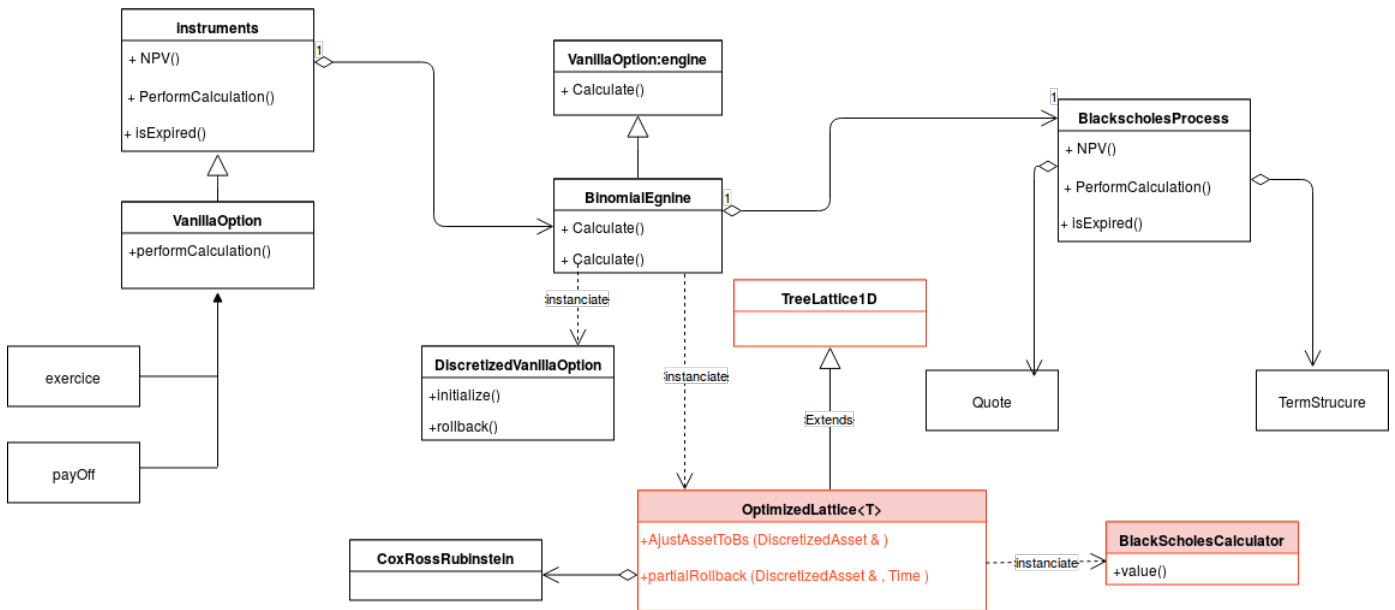 instruments
+ NPV()
+ PerformCalculation()
+ isExpired()
1
VanillaOption:engine
+ Calculate()
1
BlackscholesProcess
+ NPV()
+ PerformCalculation()
+ isExpired()
VanillaOption
+performCalculation()
BinomialEgnine
+ Calculate()
+ Calculate()
1
instanciate
TreeLattice1D
exercice
DiscretizedVanillaOption
+initialize()
+rollback()
instanciate
Quote
TermStrucure
Extends
payOff
OptimizedLattice<T>
+AjustAssetToBs (DiscretizedAsset & )
+partialRollback (DiscretizedAsset & , Time )
CoxRossRubinstein
instanciate
BlackScholesCalculator
+value()